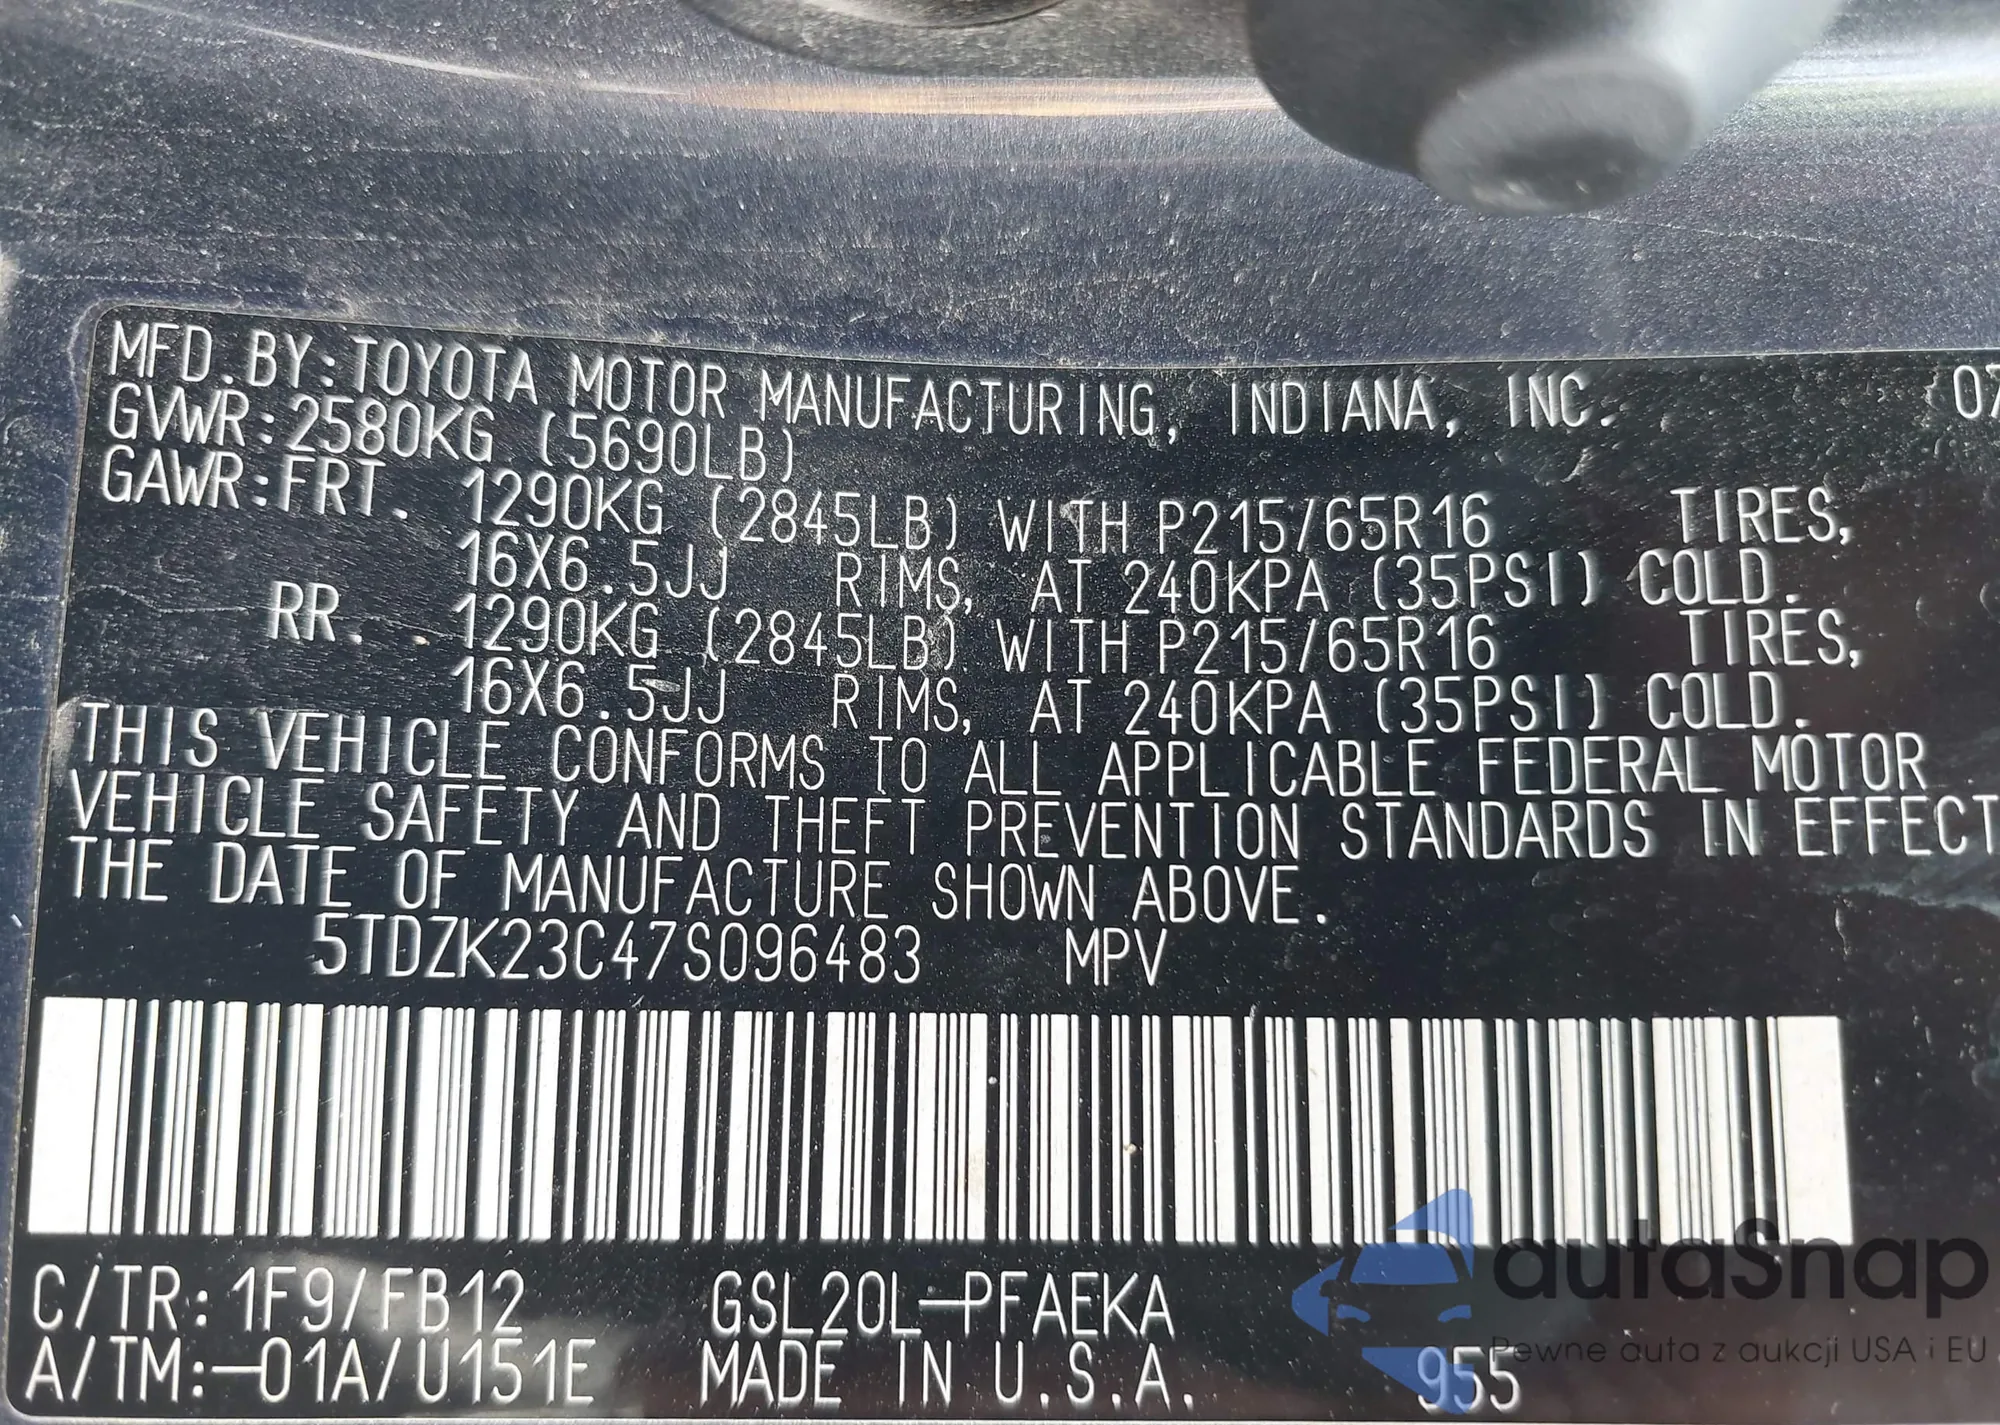 MFD.BY:TOYOTA MOTOR MANUFACTURING, INDIANA, INC. 07
GVWR:2580KG (5690LB)
GAWR:FRT. 1290KG (2845LB) WITH P215/65R16 TIRES,
16X6.5JJ RIMS, AT 240KPA (35PSI) COLD.
RR. 1290KG (2845LB) WITH P215/65R16 TIRES,
16X6.5JJ RIMS, AT 240KPA (35PSI) COLD.
THIS VEHICLE CONFORMS TO ALL APPLICABLE FEDERAL MOTOR
VEHICLE SAFETY AND THEFT PREVENTION STANDARDS IN EFFECT
THE DATE OF MANUFACTURE SHOWN ABOVE.
5TDZK23C47S096483 MPV
C/TR:1F9/FB12 GSL20L-PFAEKA
A/TM:-01A/U151E MADE IN U.S.A. 955
autaSnap
Pewne auta z aukcji USA i EU